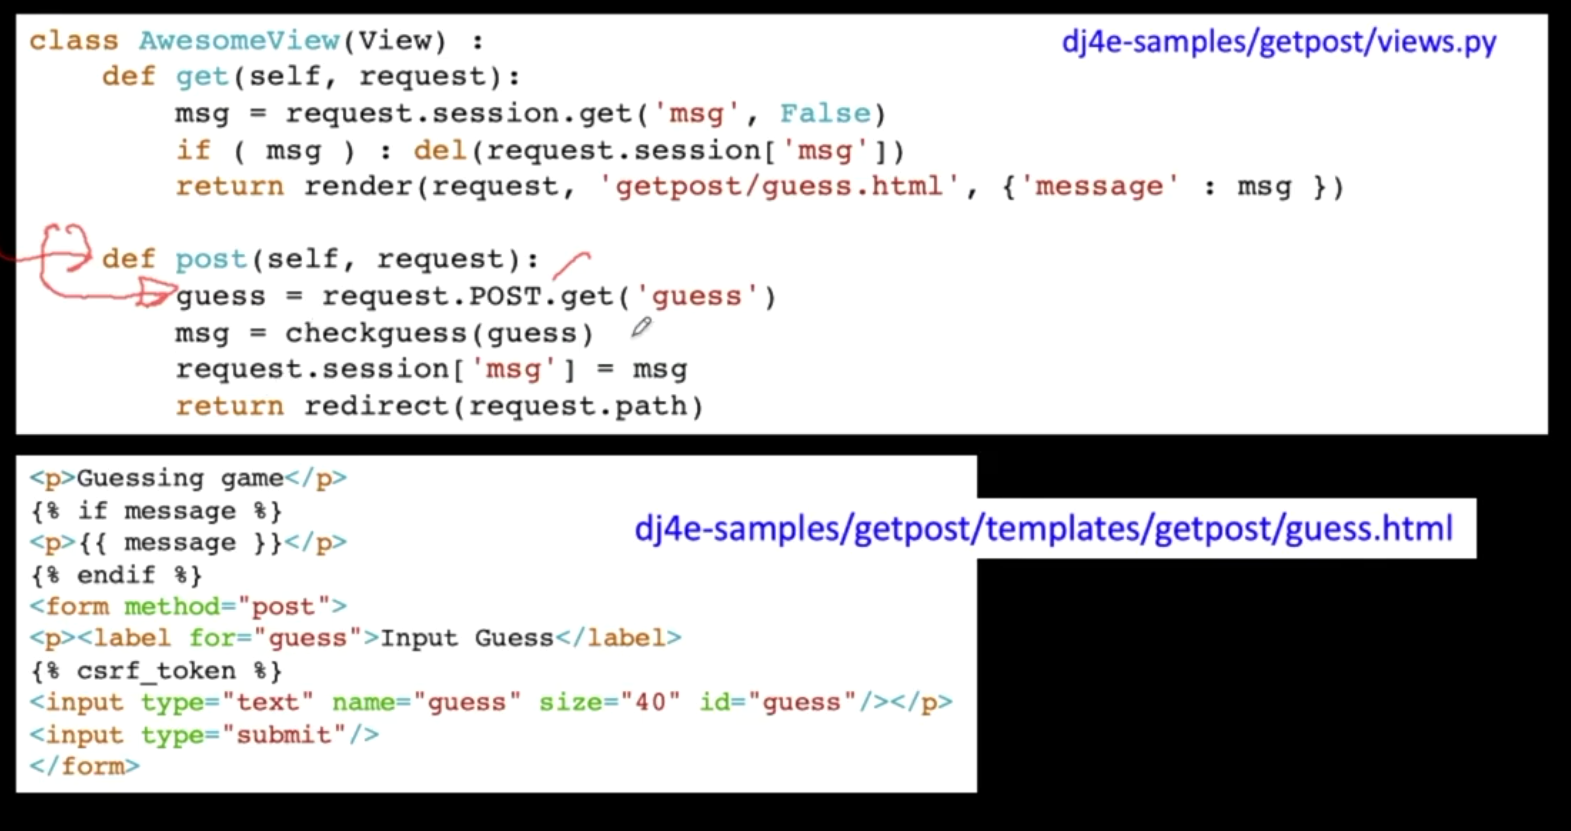 class AwesomeView(View) :
dj4e-samples/getpost/views.py
    def get(self, request):
        msg = request.session.get('msg', False)
        if ( msg ) : del(request.session['msg'])
        return render(request, 'getpost/guess.html', {'message' : msg })
    def post(self, request):
        guess = request.POST.get('guess')
        msg = checkguess(guess)
        request.session['msg'] = msg
        return redirect(request.path)
<p>Guessing game</p>
{% if message %}
<p>{{ message }}</p>
dj4e-samples/getpost/templates/getpost/guess.html
{% endif %}
<form method="post">
<p><label for="guess">Input Guess</label>
{% csrf_token %}
<input type="text" name="guess" size="40" id="guess"/></p>
<input type="submit"/>
</form>